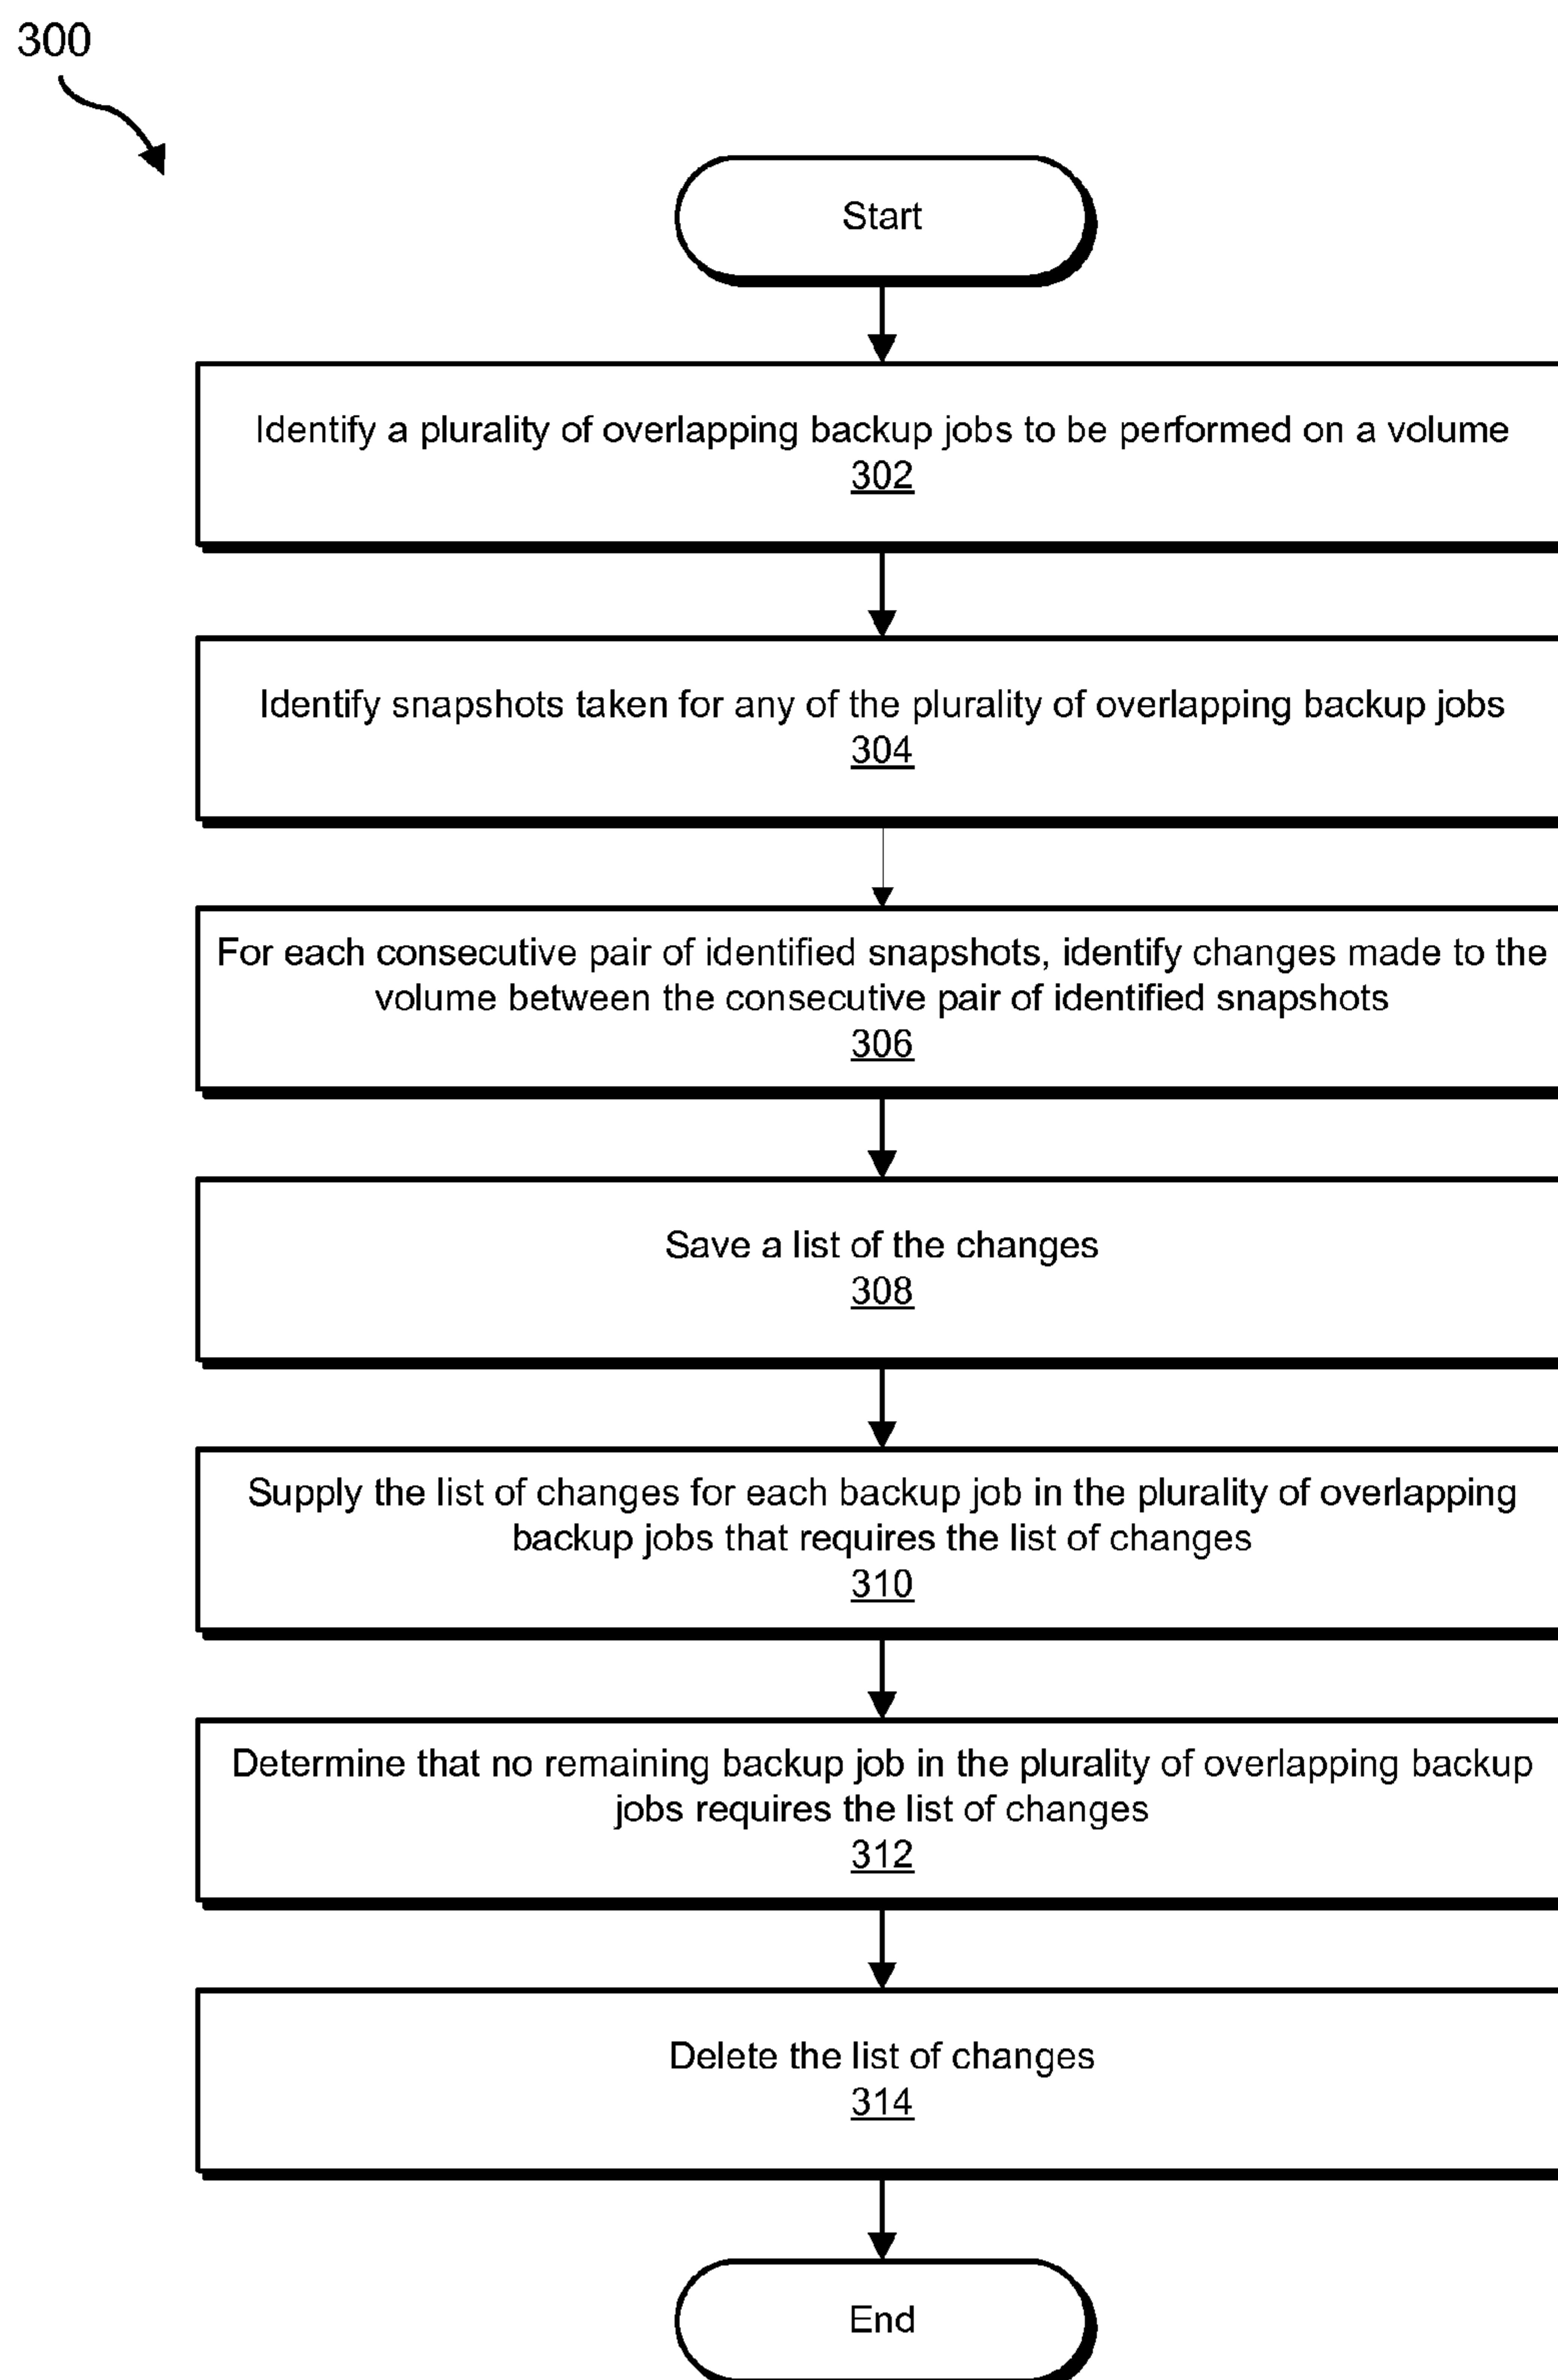 300
Start
Identify a plurality of overlapping backup jobs to be performed on a volume
302
Identify snapshots taken for any of the plurality of overlapping backup jobs
304
For each consecutive pair of identified snapshots, identify changes made to the
volume between the consecutive pair of identified snapshots
306
Save a list of the changes
308
Supply the list of changes for each backup job in the plurality of overlapping
backup jobs that requires the list of changes
310
Determine that no remaining backup job in the plurality of overlapping backup
jobs requires the list of changes
312
Delete the list of changes
314
End